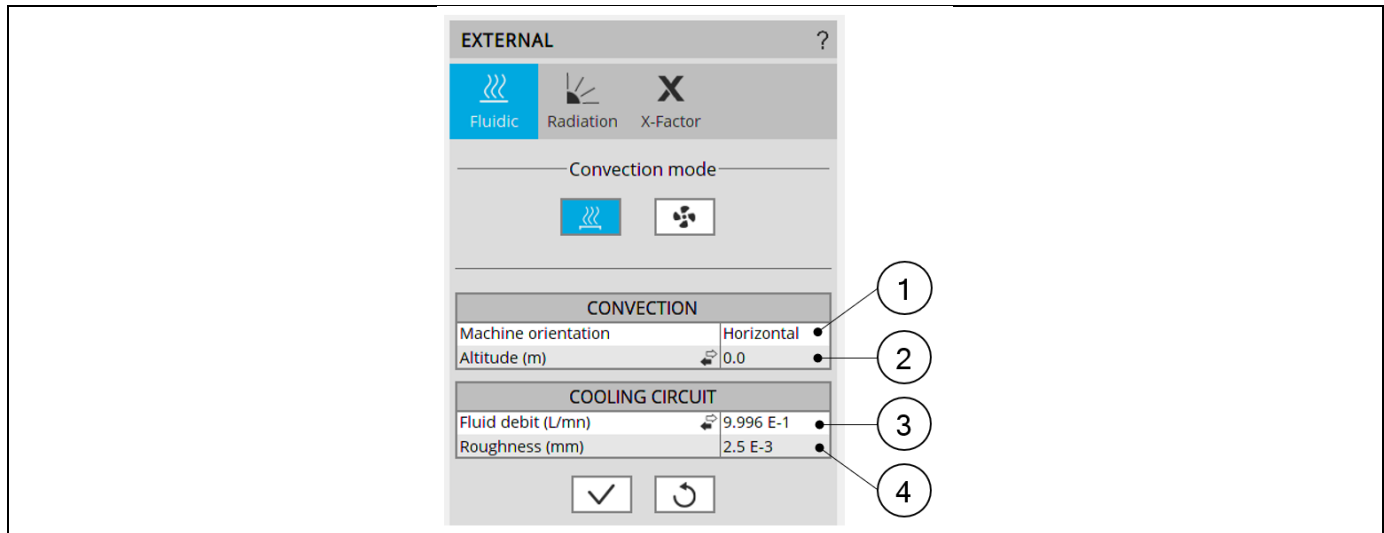 EXTERNAL ?
Fluidic Radiation X-Factor
Convection mode
CONVECTION
Machine orientation Horizontal
Altitude (m) 0.0
COOLING CIRCUIT
Fluid debit (L/mn) 9.996 E-1
Roughness (mm) 2.5 E-3
1
2
3
4